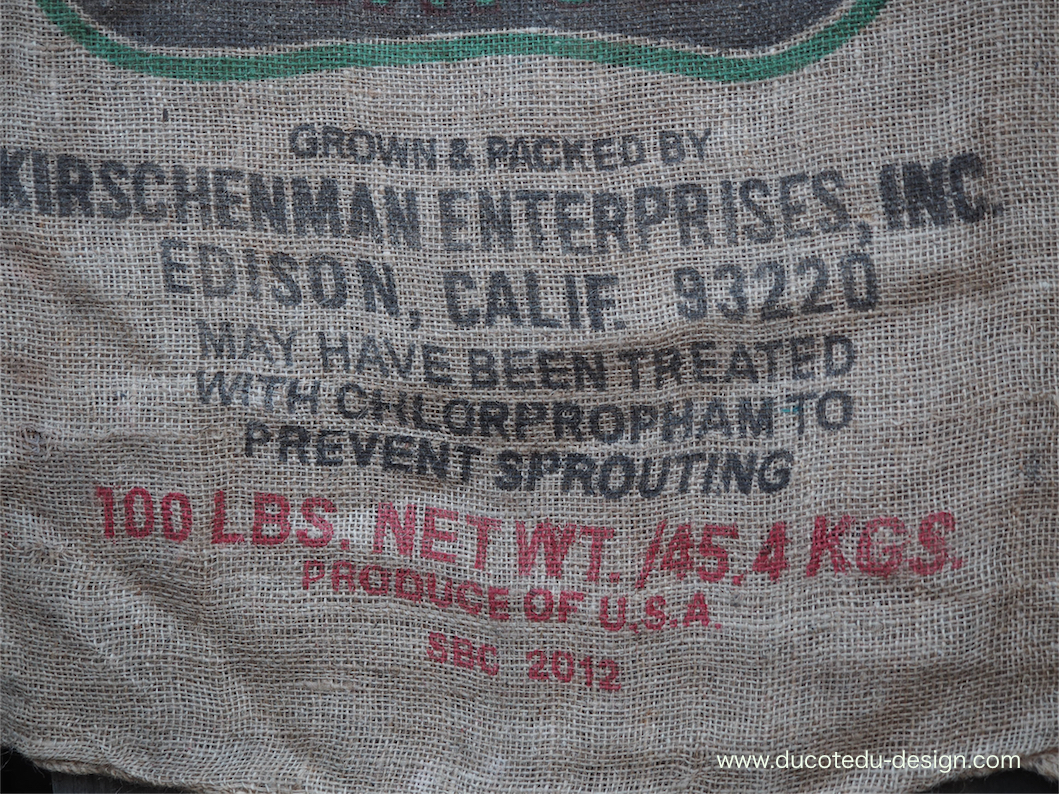 GROWN & PACKED BY
KIRSCHENMAN ENTERPRISES, INC.
EDISON, CALIF. 93220
MAY HAVE BEEN TREATED
WITH CHLORPROPHAM TO
PREVENT SPROUTING
100 LBS. NET WT. /45.4 KGS.
PRODUCE OF U.S.A.
SBC 2012
www.ducotedu-design.com